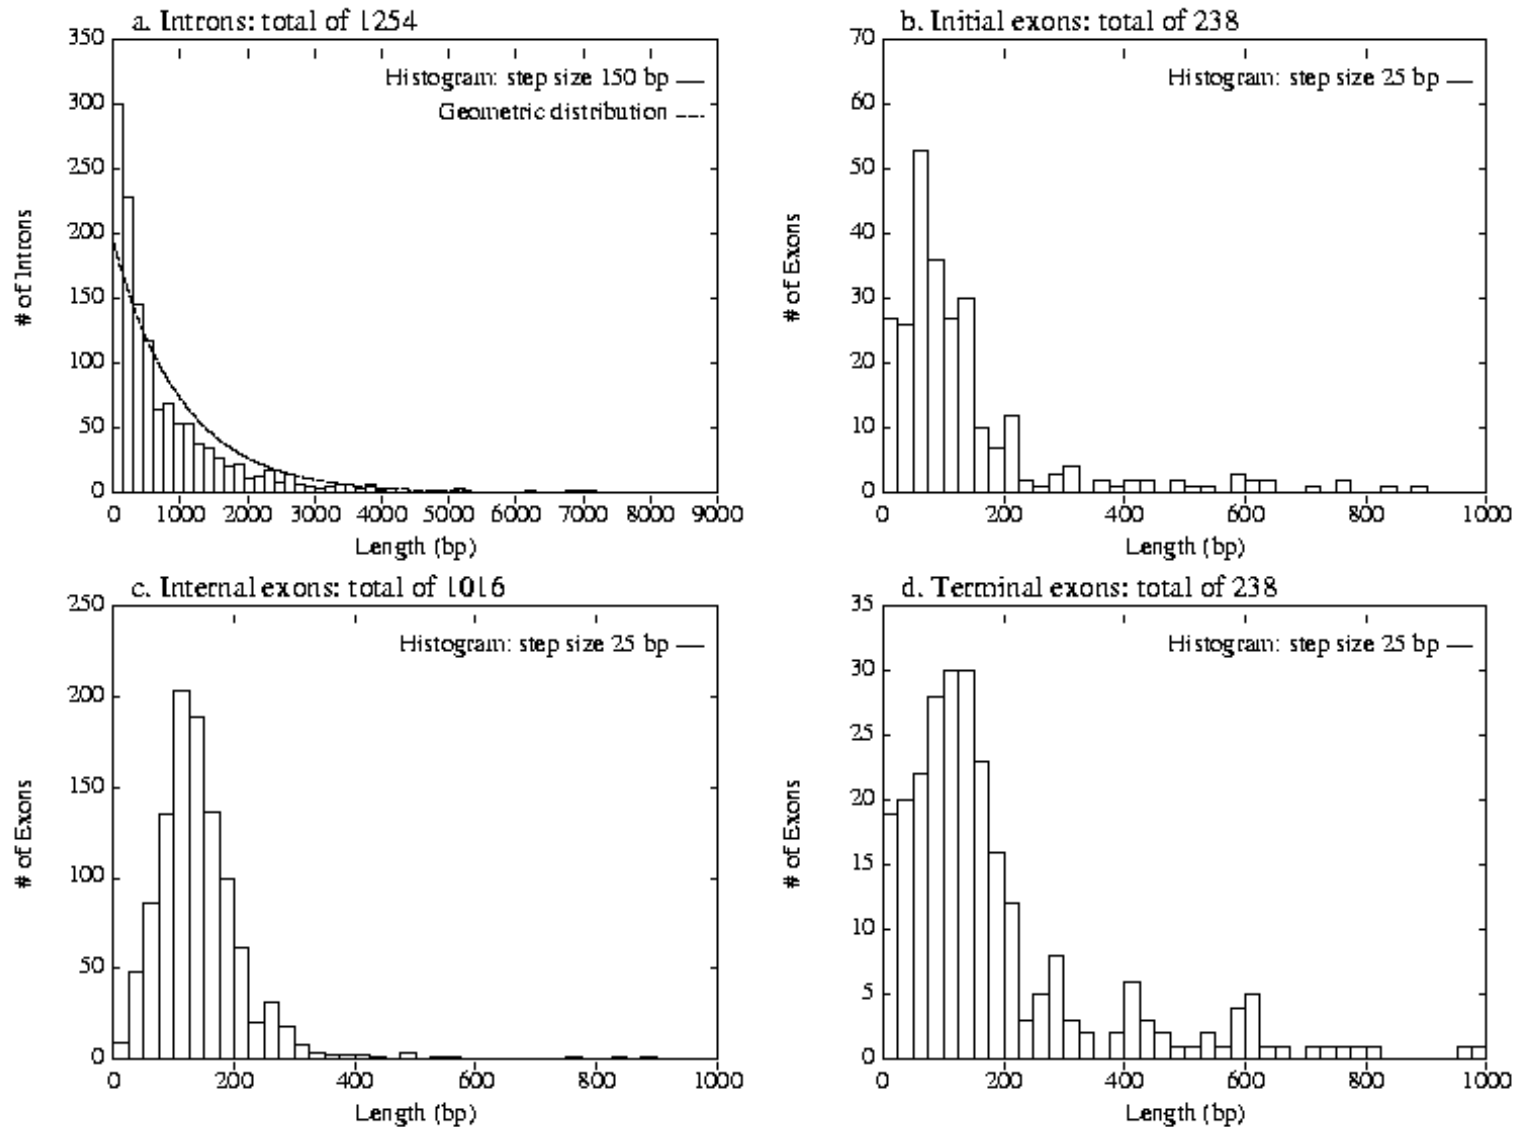 a. Introns: total of 1254
350
300
250
200
150
100
50
0
# of Introns
Histogram: step size 150 bp
Geometric distribution
0 1000 2000 3000 4000 5000 6000 7000 8000 9000
Length (bp)
b. Initial exons: total of 238
70
60
50
40
30
20
10
0
# of Exons
Histogram: step size 25 bp
0 200 400 600 800 1000
Length (bp)
c. Internal exons: total of 1016
250
200
150
100
50
0
# of Exons
Histogram: step size 25 bp
0 200 400 600 800 1000
Length (bp)
d. Terminal exons: total of 238
35
30
25
20
15
10
5
0
# of Exons
Histogram: step size 25 bp
0 200 400 600 800 1000
Length (bp)